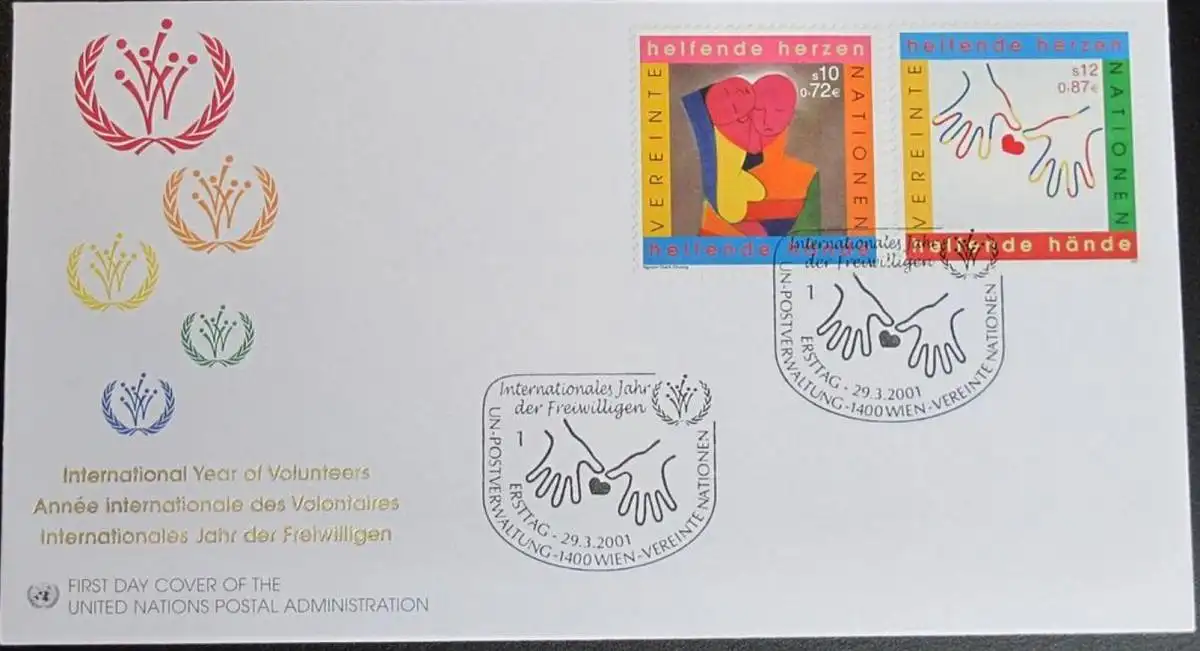 helfende herzen
VEREINTE
NATIONEN
s10
0,72€
helfende hände
helfende herzen
VEREINTE
NATIONEN
s12
0,87€
helfende hände
Internationales Jahr
der Freiwilligen
1
ERSTTAG - 29.3.2001
UN-POSTVERWALTUNG-1400 WIEN-VEREINTE NATIONEN
Internationales Jahr
der Freiwilligen
1
ERSTTAG - 29.3.2001
UN-POSTVERWALTUNG-1400 WIEN-VEREINTE NATIONEN
International Year of Volunteers
Année internationale des Volontaires
Internationales Jahr der Freiwilligen
FIRST DAY COVER OF THE
UNITED NATIONS POSTAL ADMINISTRATION